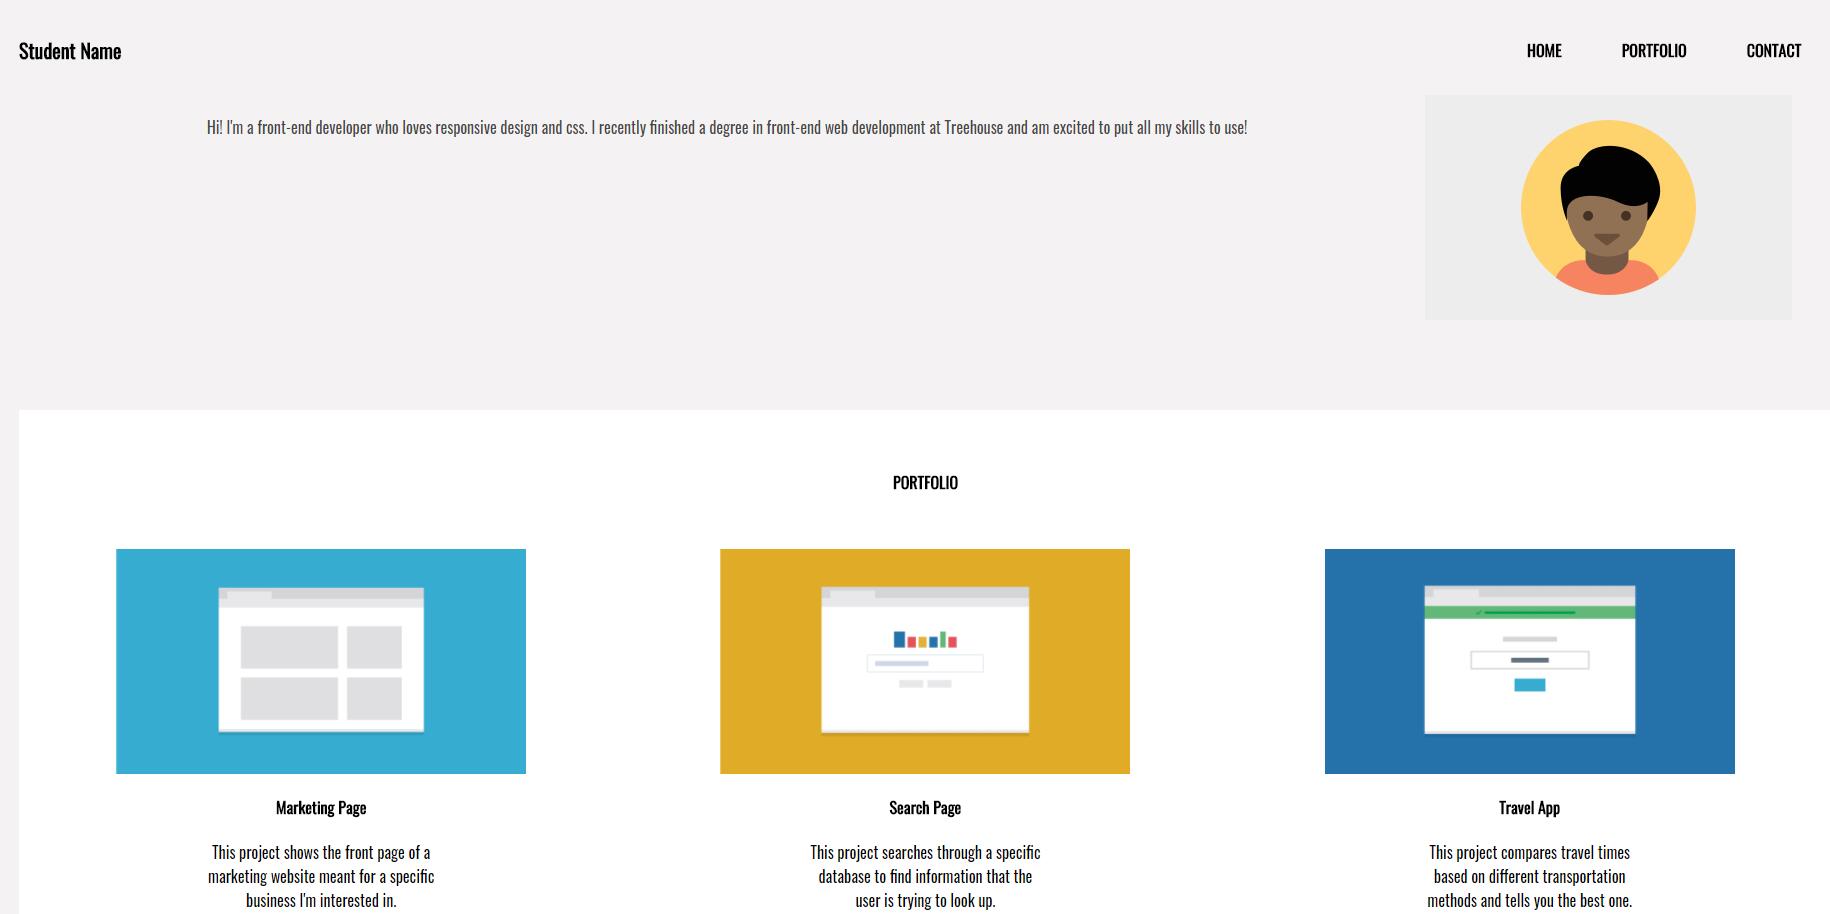 Student Name
HOME PORTFOLIO CONTACT
Hi! I'm a front-end developer who loves responsive design and css. I recently finished a degree in front-end web development at Treehouse and am excited to put all my skills to use!
PORTFOLIO
Marketing Page
This project shows the front page of a
marketing website meant for a specific
business I'm interested in.
Search Page
This project searches through a specific
database to find information that the
user is trying to look up.
Travel App
This project compares travel times
based on different transportation
methods and tells you the best one.